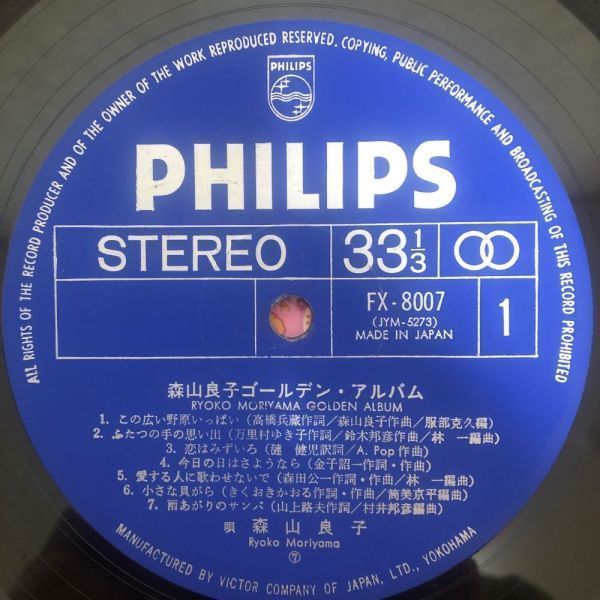 ALL RIGHTS OF THE RECORD PRODUCER AND OF THE OWNER OF THE WORK REPRODUCED RESERVED. COPYING, PUBLIC PERFORMANCE AND BROADCASTING OF THIS RECORD PROHIBITED
PHILIPS
PHILIPS
STEREO 33 1/3
FX-8007
(JYM-5273)
MADE IN JAPAN
1
森山良子ゴールデン・アルバム
RYOKO MORIYAMA GOLDEN ALBUM
1. この広い野原いっぱい(高橋兵蔵作詞/森山良子作曲/服部克久編)
2. ふたつの手の思い出(万里村ゆき子作詞/鈴木邦彦作曲/林 一編曲)
3. 恋はみずいろ(漣 健児訳詞/A. Pop作曲)
4. 今日の日はさようなら(金子詔一作詞・作曲)
5. 愛する人に歌わせないで(森田公一作詞・作曲/林 一編曲)
6. 小さな貝がら(きくおきかおる作詞・作曲/筒美京平編曲)
7. 雨あがりのサンバ(山上路夫作詞/村井邦彦編曲)
唄 森山良子
Ryoko Moriyama
⑦
MANUFACTURED BY VICTOR COMPANY OF JAPAN, LTD., YOKOHAMA